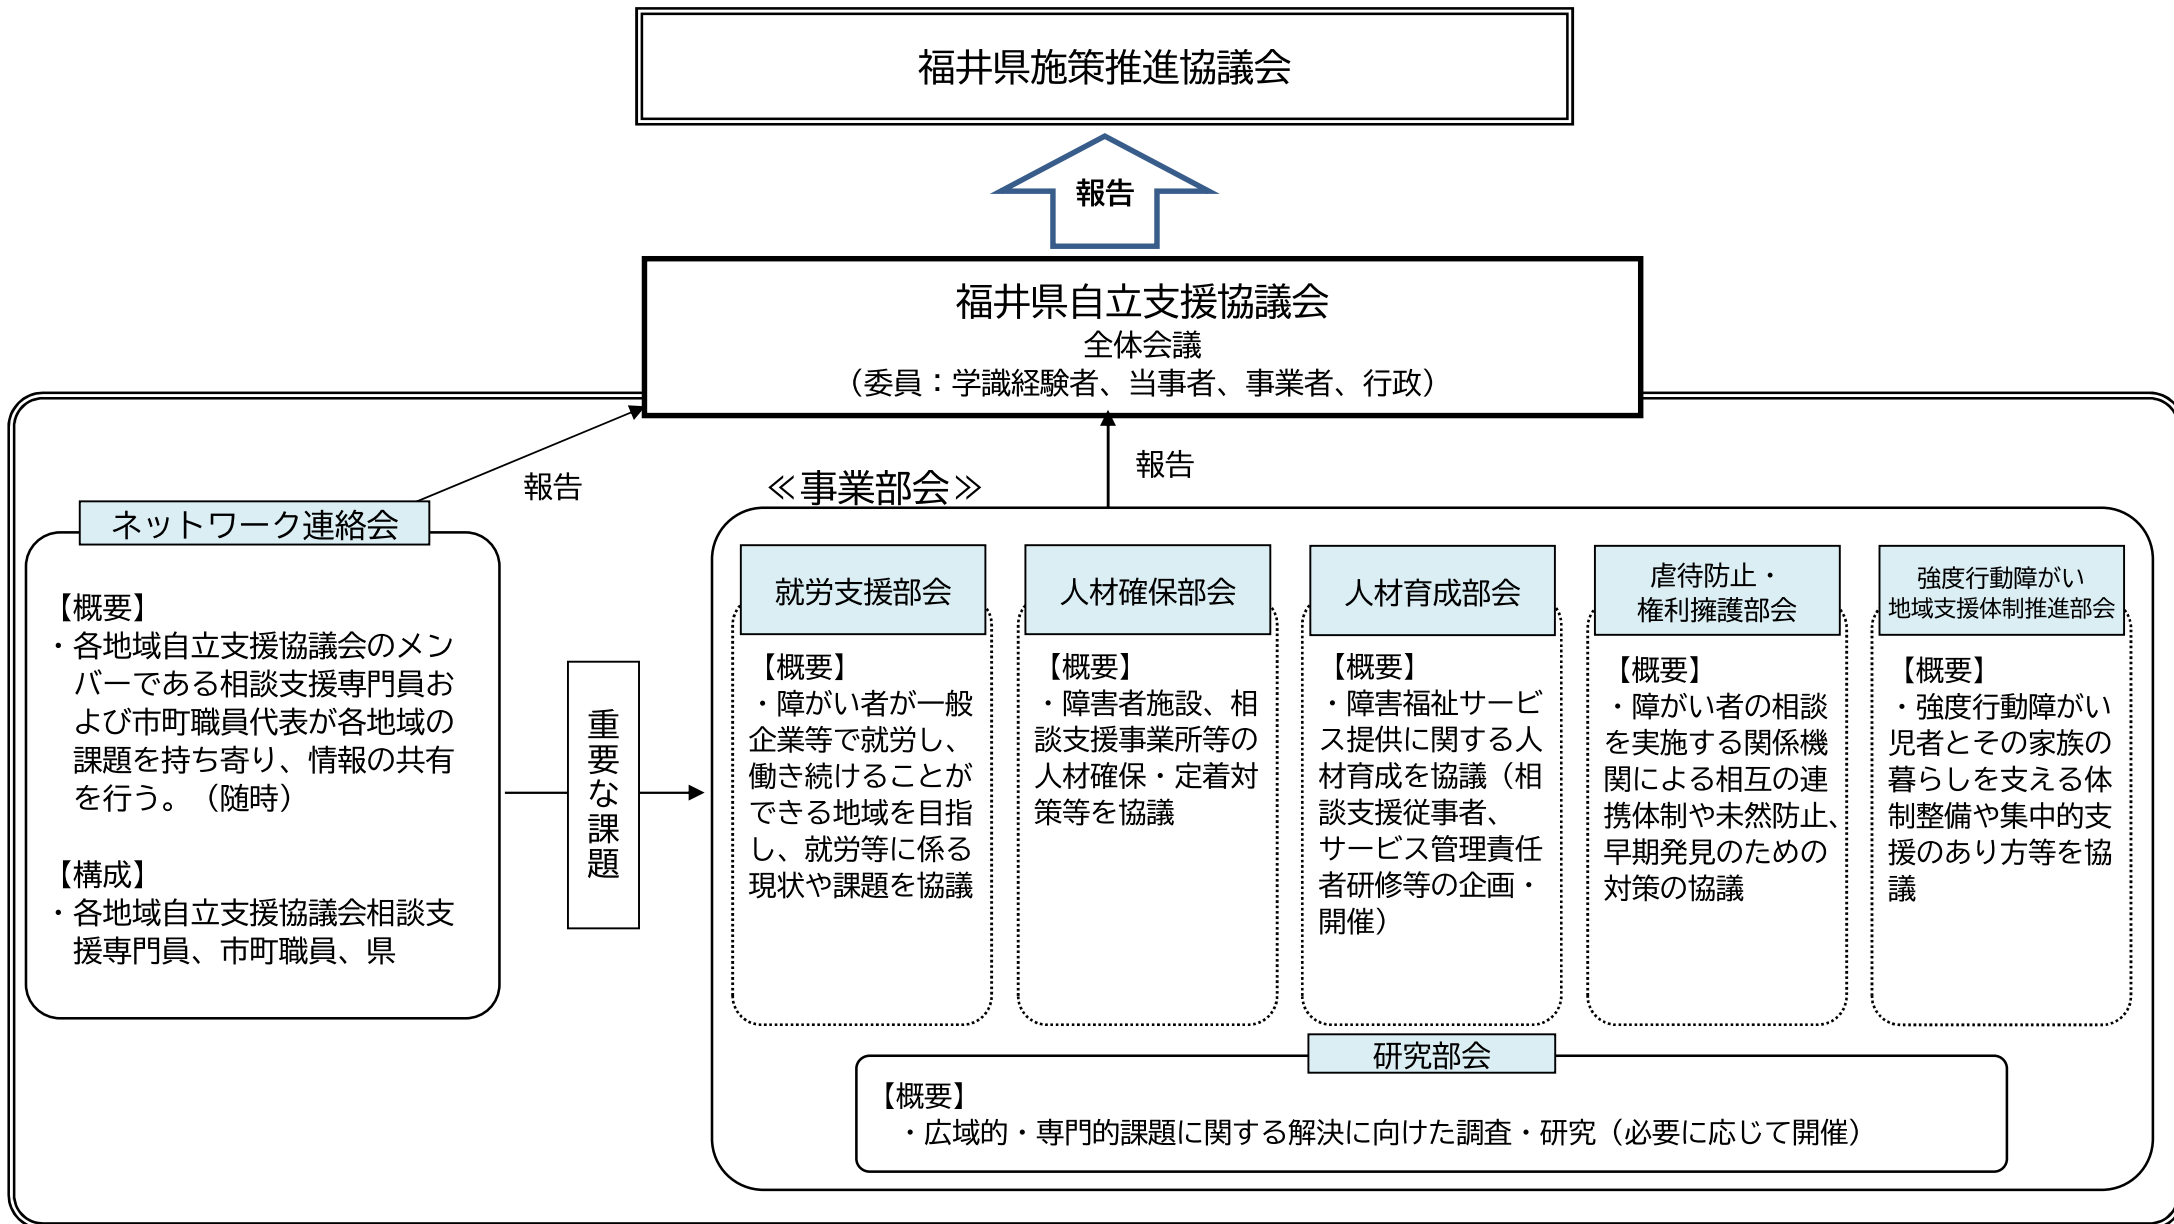 福井県施策推進協議会
報告
福井県自立支援協議会
全体会議
（委員：学識経験者、当事者、事業者、行政）
報告
報告
≪事業部会≫
ネットワーク連絡会
【概要】
・各地域自立支援協議会のメン
バーである相談支援専門員お
よび市町職員代表が各地域の
課題を持ち寄り、情報の共有
を行う。（随時）
【構成】
・各地域自立支援協議会相談支
援専門員、市町職員、県
重要な課題
就労支援部会
【概要】
・障がい者が一般
企業等で就労し、
働き続けることが
できる地域を目指
し、就労等に係る
現状や課題を協議
人材確保部会
【概要】
・障害者施設、相
談支援事業所等の
人材確保・定着対
策等を協議
人材育成部会
【概要】
・障害福祉サービ
ス提供に関する人
材育成を協議（相
談支援従事者、
サービス管理責任
者研修等の企画・
開催）
虐待防止・
権利擁護部会
【概要】
・障がい者の相談
を実施する関係機
関による相互の連
携体制や未然防止、
早期発見のための
対策の協議
強度行動障がい
地域支援体制推進部会
【概要】
・強度行動障がい
児者とその家族の
暮らしを支える体
制整備や集中的支
援のあり方等を協
議
研究部会
【概要】
・広域的・専門的課題に関する解決に向けた調査・研究（必要に応じて開催）